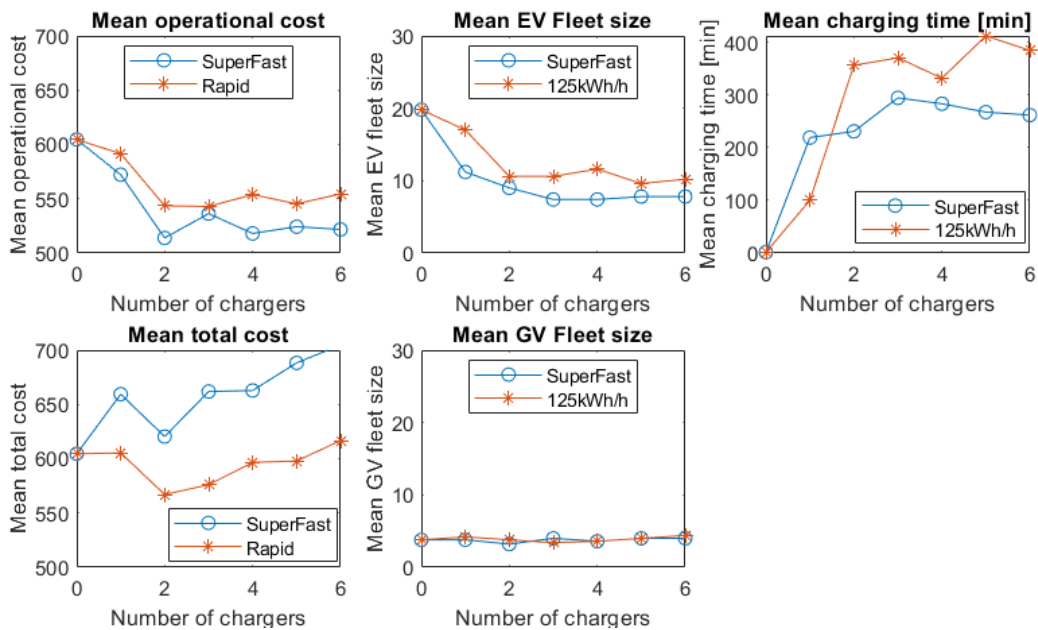 Mean operational cost
700
650
600
550
500
0
2
4
6
Mean operational cost
Number of chargers
SuperFast
Rapid
Mean EV Fleet size
30
20
10
0
0
2
4
6
Mean EV fleet size
Number of chargers
SuperFast
125kWh/h
Mean charging time [min]
400
300
200
100
0
0
2
4
6
Mean charging time [min]
Number of chargers
SuperFast
125kWh/h
Mean total cost
700
650
600
550
500
0
2
4
6
Mean total cost
Number of chargers
SuperFast
Rapid
Mean GV Fleet size
30
20
10
0
0
2
4
6
Mean GV fleet size
Number of chargers
SuperFast
125kWh/h